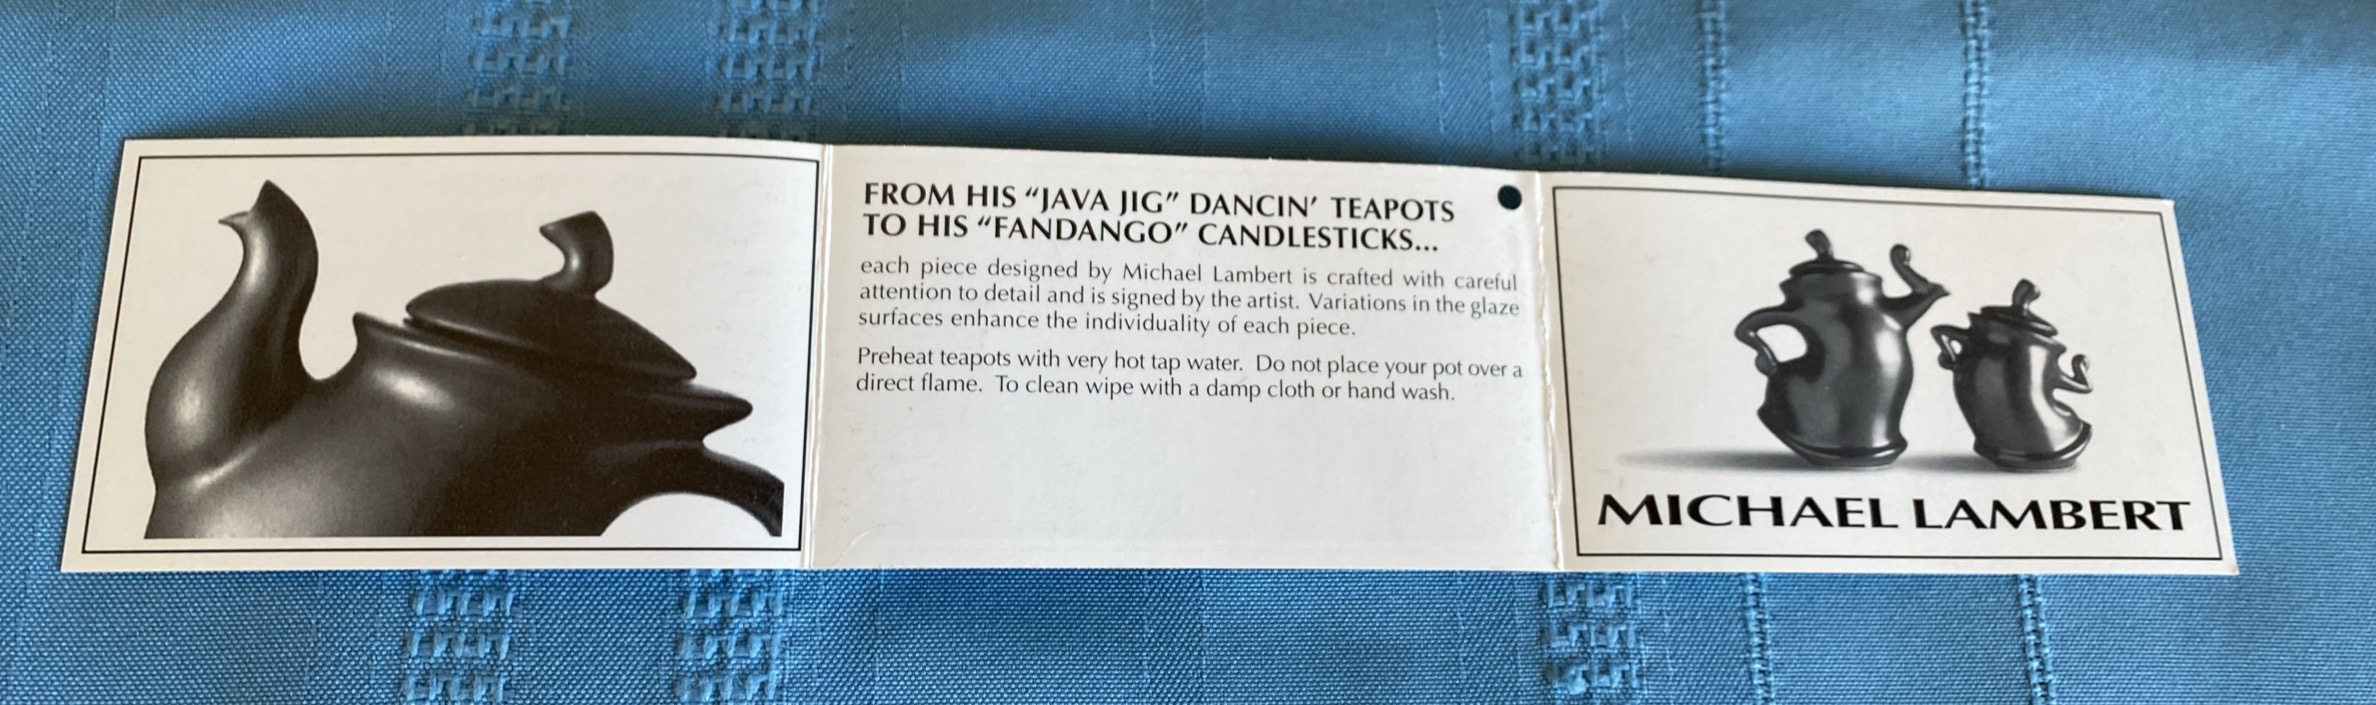 FROM HIS “JAVA JIG” DANCIN’ TEAPOTS
TO HIS “FANDANGO” CANDLESTICKS...
each piece designed by Michael Lambert is crafted with careful
attention to detail and is signed by the artist. Variations in the glaze
surfaces enhance the individuality of each piece.
Preheat teapots with very hot tap water. Do not place your pot over a
direct flame. To clean wipe with a damp cloth or hand wash.
MICHAEL LAMBERT